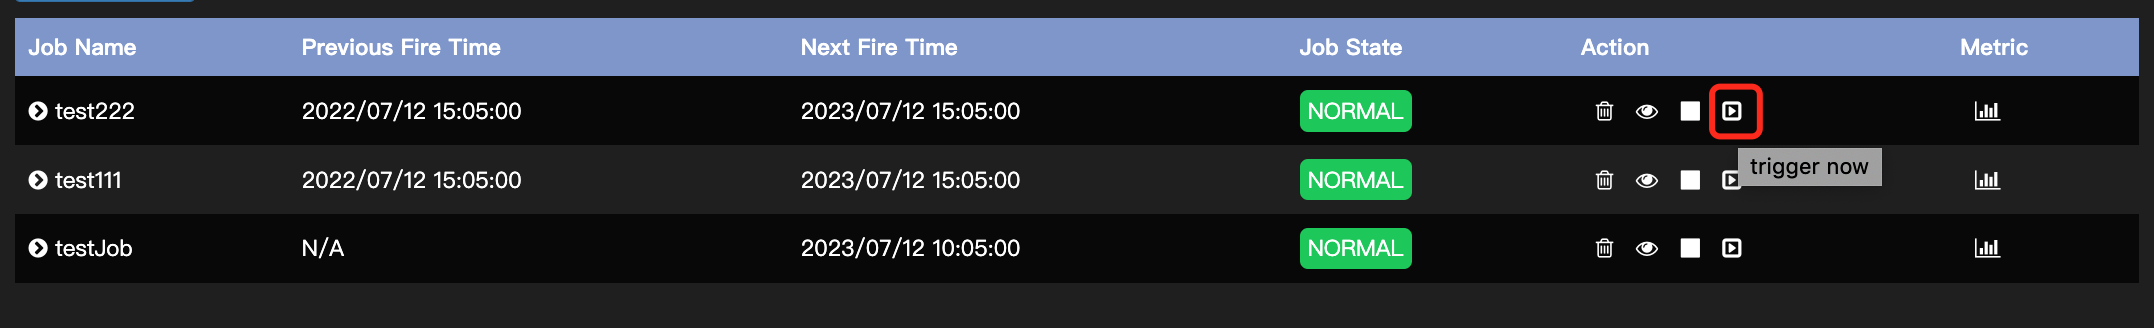 Job Name Previous Fire Time Next Fire Time Job State Action Metric
test222 2022/07/12 15:05:00 2023/07/12 15:05:00 NORMAL
trigger now
test111 2022/07/12 15:05:00 2023/07/12 15:05:00 NORMAL
testJob N/A 2023/07/12 10:05:00 NORMAL